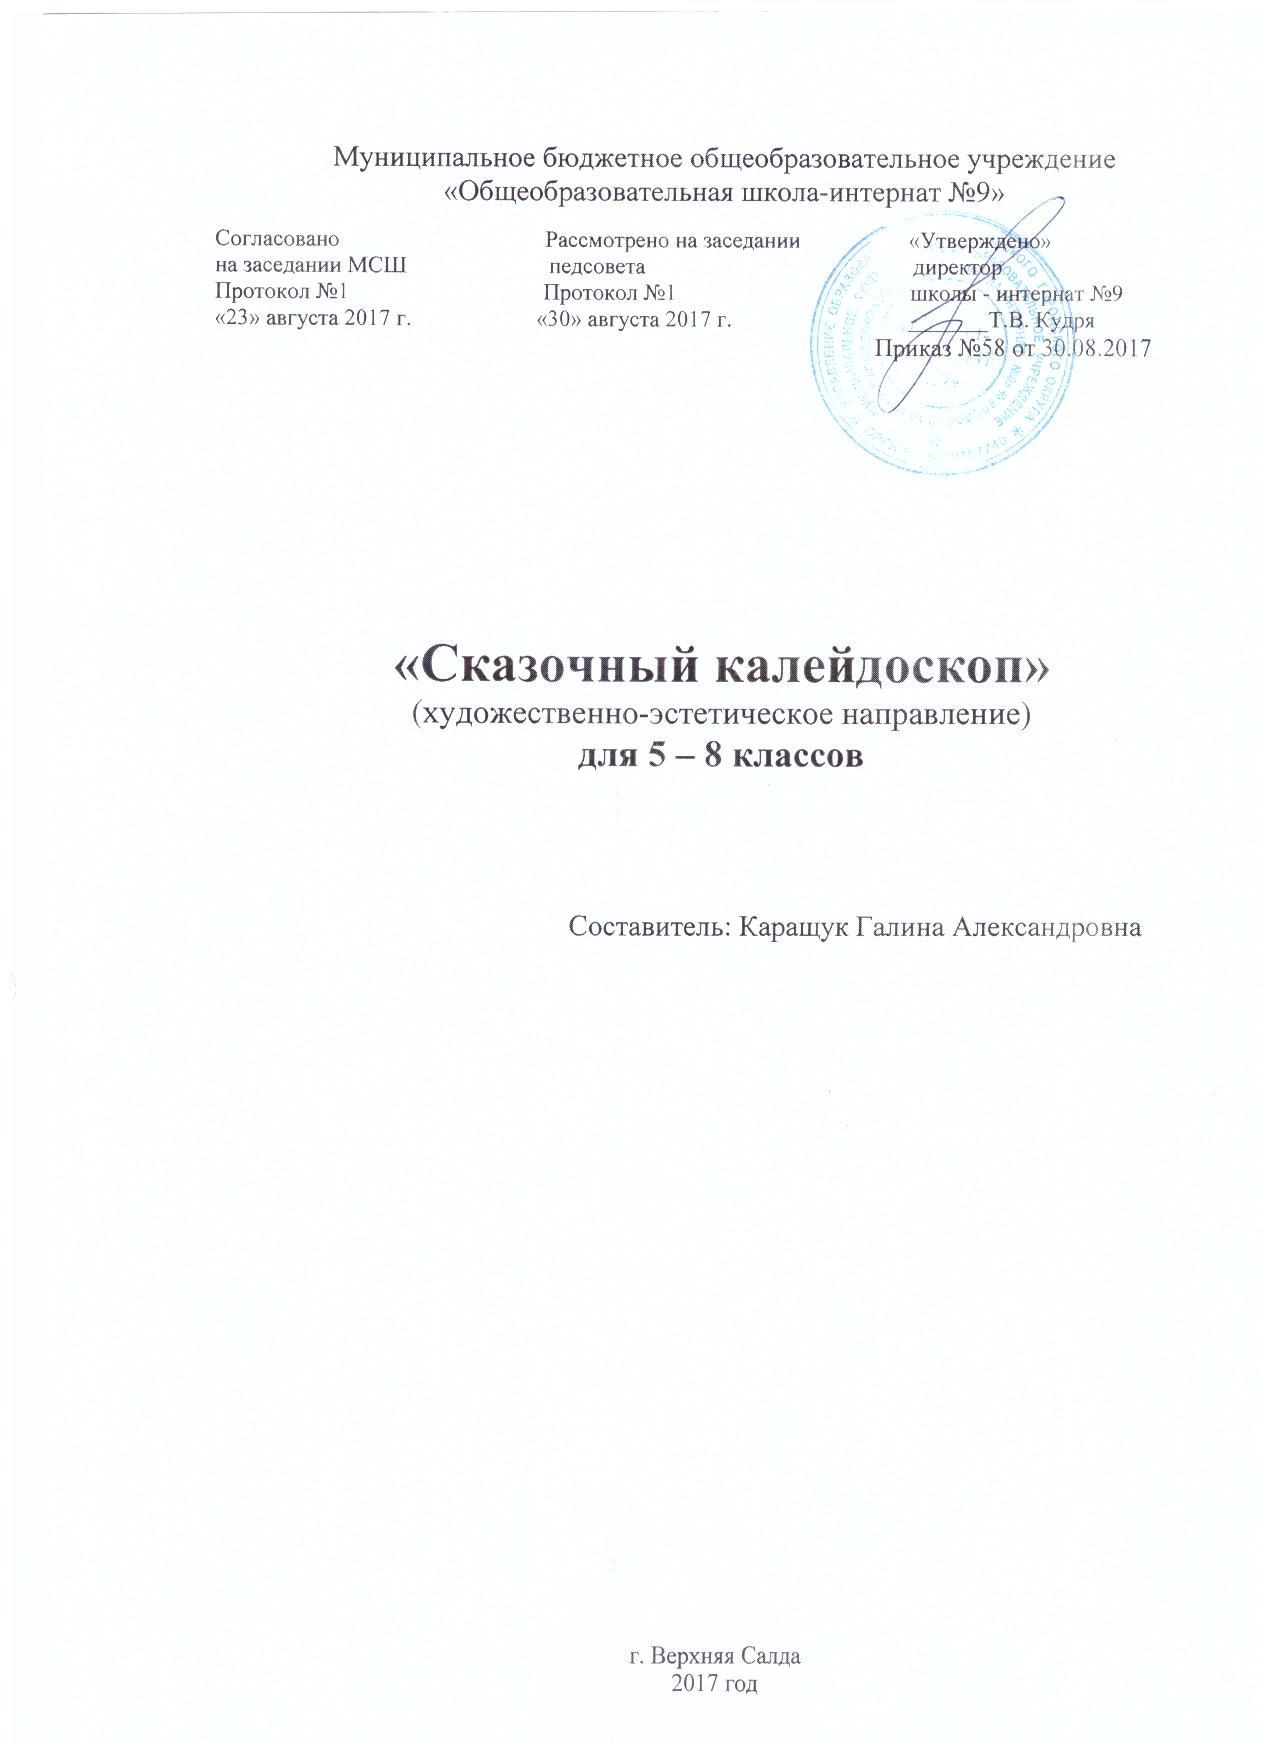 Муниципальное бюджетное общеобразовательное учреждение
«Общеобразовательная школа-интернат №9»
Согласовано
на заседании МСШ
Протокол №1
«23» августа 2017 г.
Рассмотрено на заседании
педсовета
Протокол №1
«30» августа 2017 г.
«Утверждено»
директор
школы - интернат №9
________Т.В. Кудря
Приказ №58 от 30.08.2017
«Сказочный калейдоскоп»
(художественно-эстетическое направление)
для 5 – 8 классов
Составитель: Каращук Галина Александровна
г. Верхняя Салда
2017 год